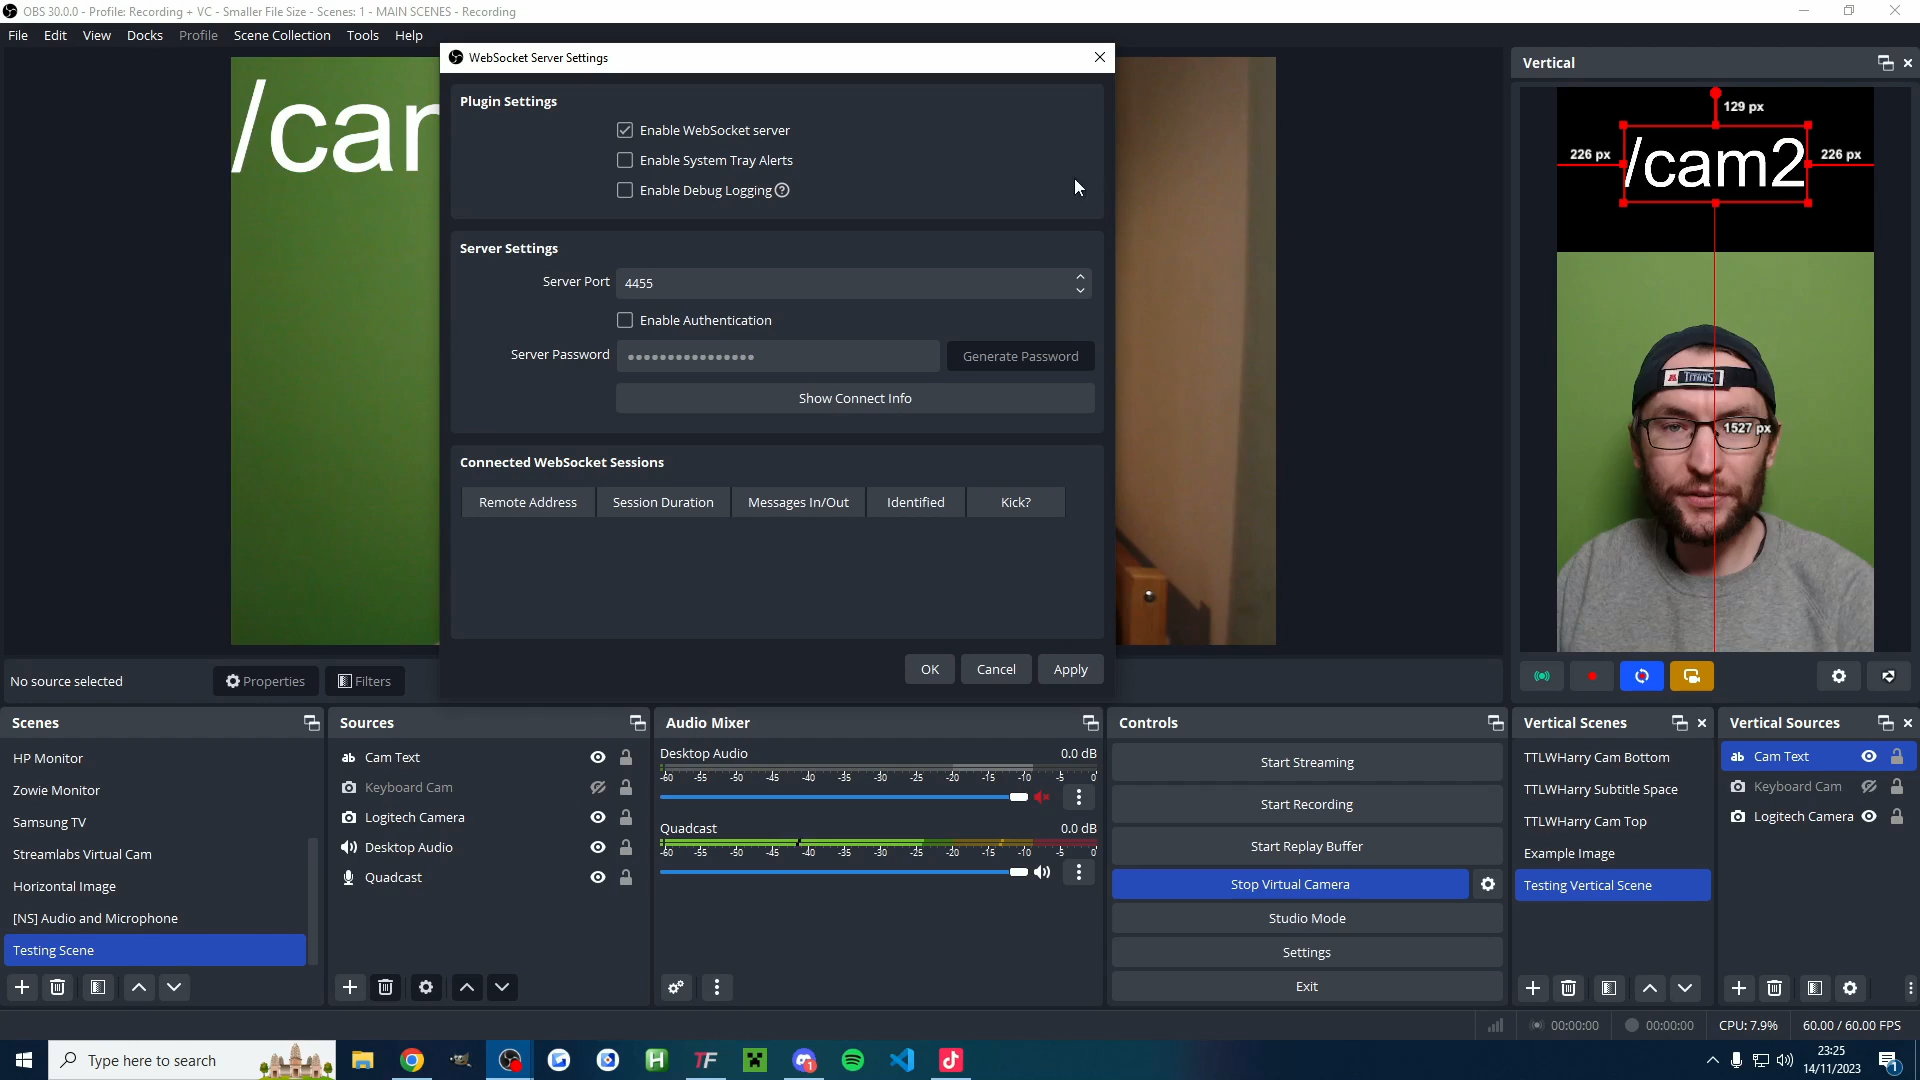 OBS 30.0.0 - Profile: Recording + VC - Smaller File Size - Scenes: 1 - MAIN SCENES - Recording
File Edit View Docks Profile Scene Collection Tools Help
/cam
WebSocket Server Settings
Plugin Settings
Enable WebSocket server
Enable System Tray Alerts
Enable Debug Logging
Server Settings
Server Port 4455
Enable Authentication
Server Password Generate Password
Show Connect Info
Connected WebSocket Sessions
Remote Address Session Duration Messages In/Out Identified Kick?
OK Cancel Apply
Vertical
129 px
226 px /cam2 226 px
TITANS
1527 px
No source selected Properties Filters
Scenes
HP Monitor
Zowie Monitor
Samsung TV
Streamlabs Virtual Cam
Horizontal Image
[NS] Audio and Microphone
Testing Scene
Sources
ab Cam Text
Keyboard Cam
Logitech Camera
Desktop Audio
Quadcast
Audio Mixer
Desktop Audio 0.0 dB
-60 -55 -50 -45 -40 -35 -30 -25 -20 -15 -10 -5 0
Quadcast 0.0 dB
-60 -55 -50 -45 -40 -35 -30 -25 -20 -15 -10 -5 0
Controls
Start Streaming
Start Recording
Start Replay Buffer
Stop Virtual Camera
Studio Mode
Settings
Exit
Vertical Scenes
TTLWHarry Cam Bottom
TTLWHarry Subtitle Space
TTLWHarry Cam Top
Example Image
Testing Vertical Scene
Vertical Sources
ab Cam Text
Keyboard Cam
Logitech Camera
00:00:00 00:00:00 CPU: 7.9% 60.00 / 60.00 FPS
Type here to search
23:25
14/11/2023